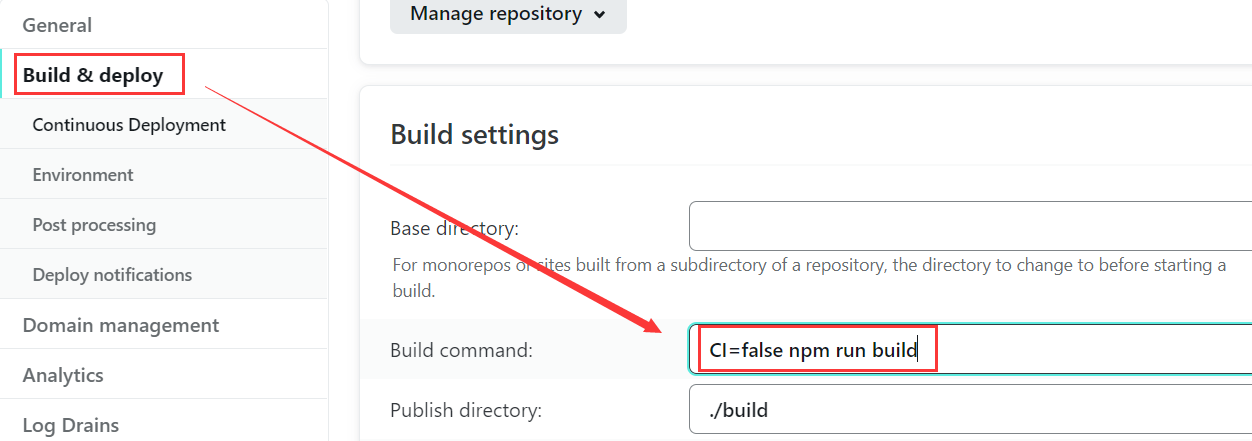 General
Build & deploy
Continuous Deployment
Environment
Post processing
Deploy notifications
Domain management
Analytics
Log Drains
Manage repository
Build settings
Base directory:
For monorepos or sites built from a subdirectory of a repository, the directory to change to before starting a
build.
Build command:
CI=false npm run build
Publish directory:
./build